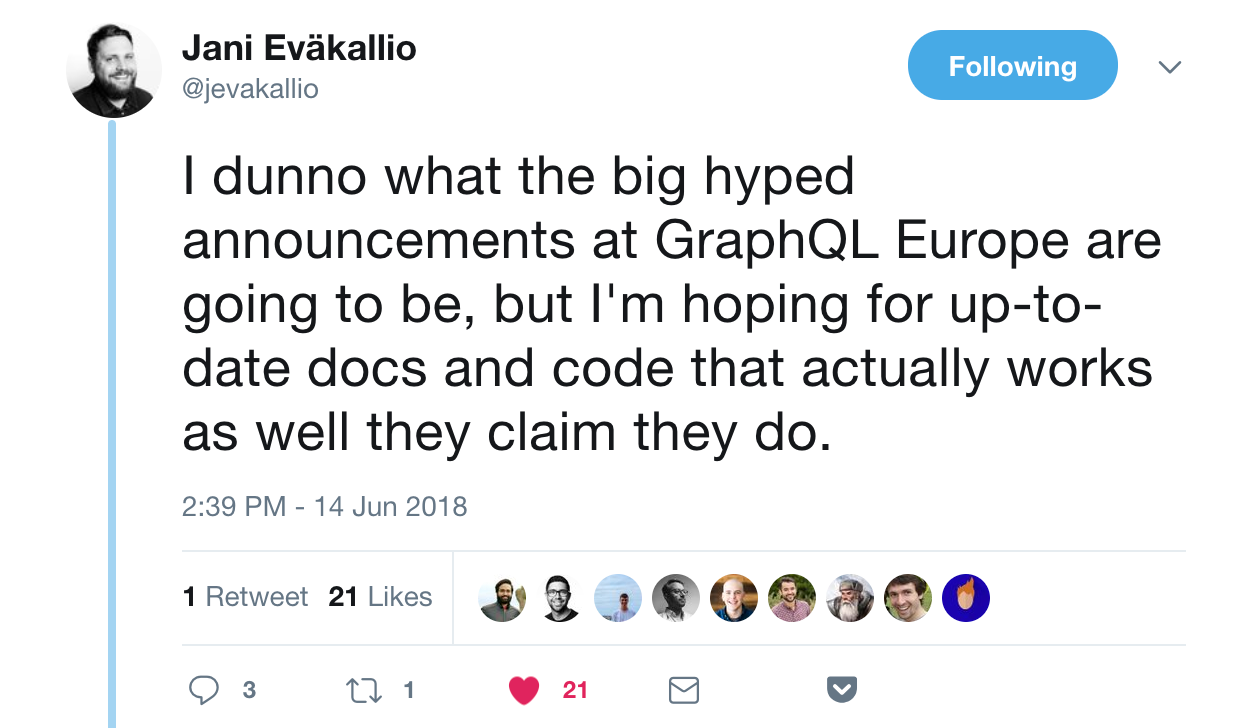 Jani Eväkallio
@jevakallio
Following
I dunno what the big hyped
announcements at GraphQL Europe are
going to be, but I'm hoping for up-to-
date docs and code that actually works
as well they claim they do.
2:39 PM - 14 Jun 2018
1 Retweet 21 Likes
3 1 21